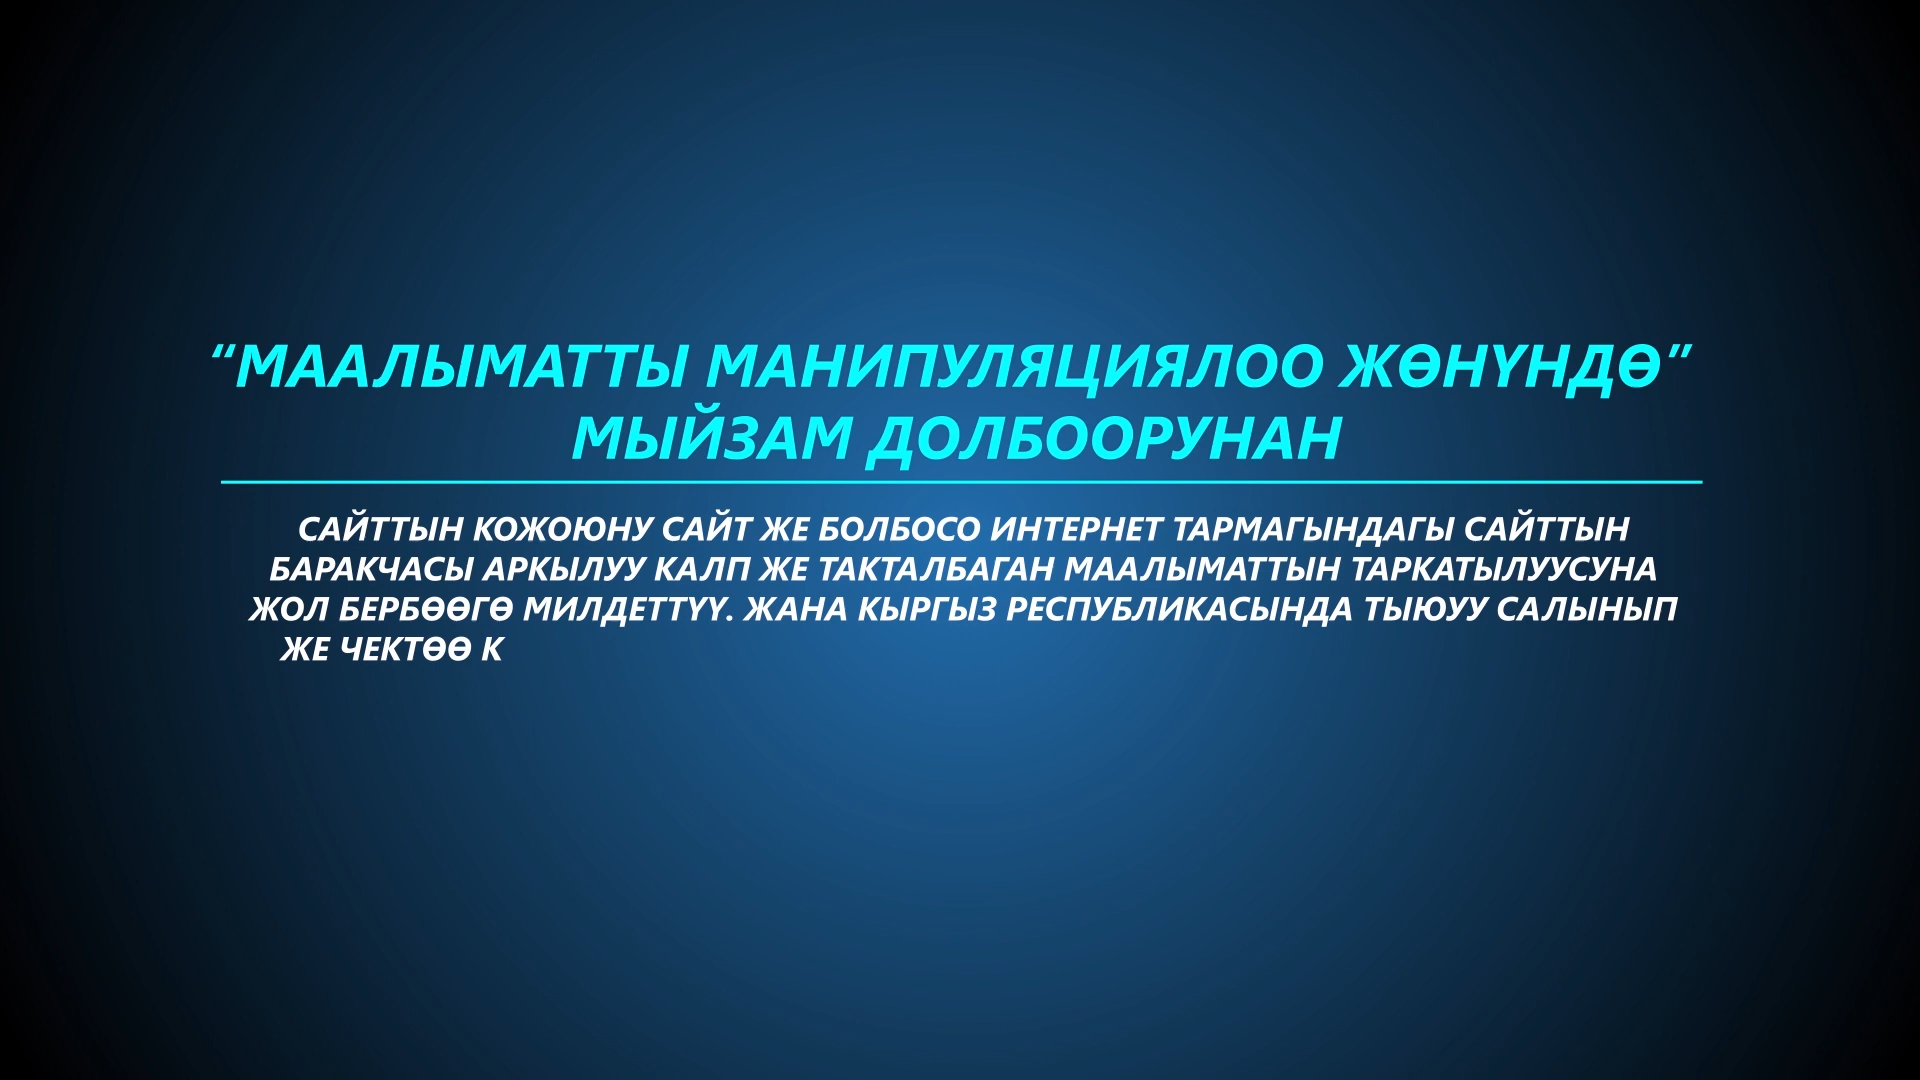 “МААЛЫМАТТЫ МАНИПУЛЯЦИЯЛОО ЖӨНҮНДӨ”
МЫЙЗАМ ДОЛБООРУНАН
САЙТТЫН КОЖОЮНУ САЙТ ЖЕ БОЛБОСО ИНТЕРНЕТ ТАРМАГЫНДАГЫ САЙТТЫН
БАРАКЧАСЫ АРКЫЛУУ КАЛП ЖЕ ТАКТАЛБАГАН МААЛЫМАТТЫН ТАРКАТЫЛУУСУНА
ЖОЛ БЕРБӨӨГӨ МИЛДЕТТҮҮ. ЖАНА КЫРГЫЗ РЕСПУБЛИКАСЫНДА ТЫЮУУ САЛЫНЫП
ЖЕ ЧЕКТӨӨ К